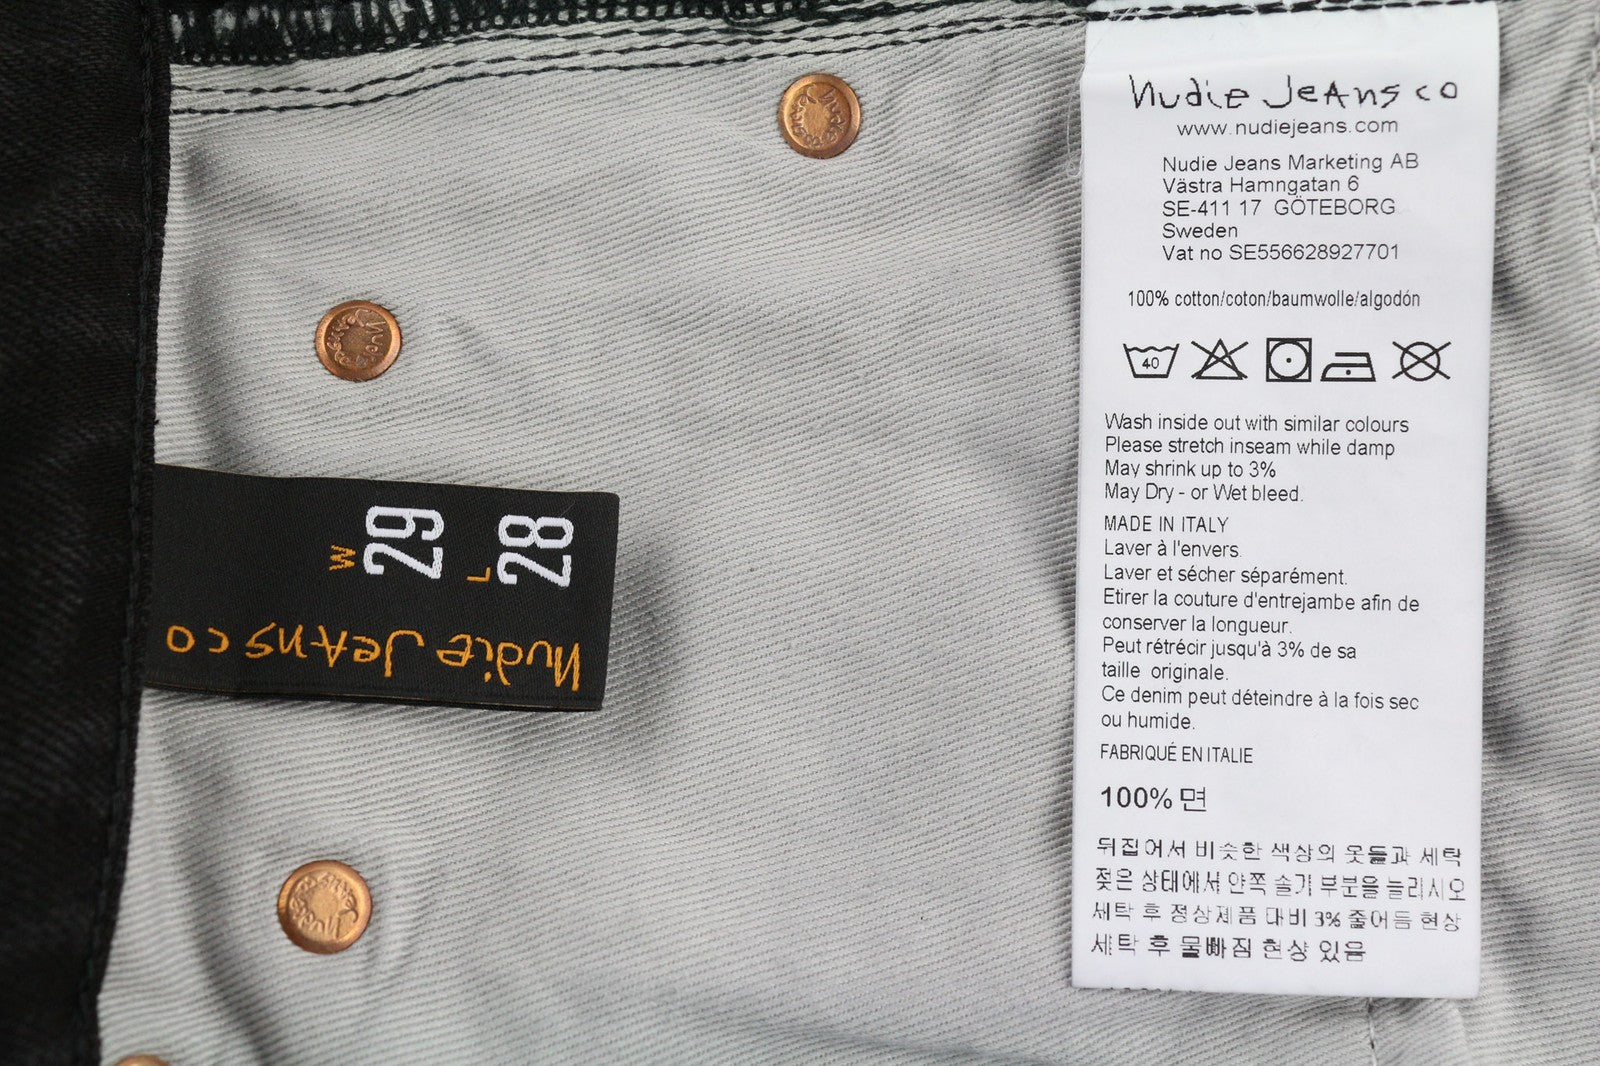 W
29
L
28
Nudie Jeans co
Nudie Jeans co
www.nudiejeans.com
Nudie Jeans Marketing AB
Västra Hamngatan 6
SE-411 17 GÖTEBORG
Sweden
Vat no SE556628927701
100% cotton/coton/baumwolle/algodón
40
Wash inside out with similar colours
Please stretch inseam while damp
May shrink up to 3%
May Dry - or Wet bleed.
MADE IN ITALY
Laver à l'envers.
Laver et sécher séparément.
Etirer la couture d'entrejambe afin de
conserver la longueur.
Peut rétrécir jusqu'à 3% de sa
taille originale.
Ce denim peut déteindre à la fois sec
ou humide.
FABRIQUÉ EN ITALIE
100% 면
뒤집어서 비슷한 색상의 옷들과 세탁
젖은 상태에서 안쪽 솔기 부분을 늘리시오
세탁 후 정상제품 대비 3% 줄어듬 현상
세탁 후 물빠짐 현상 있음